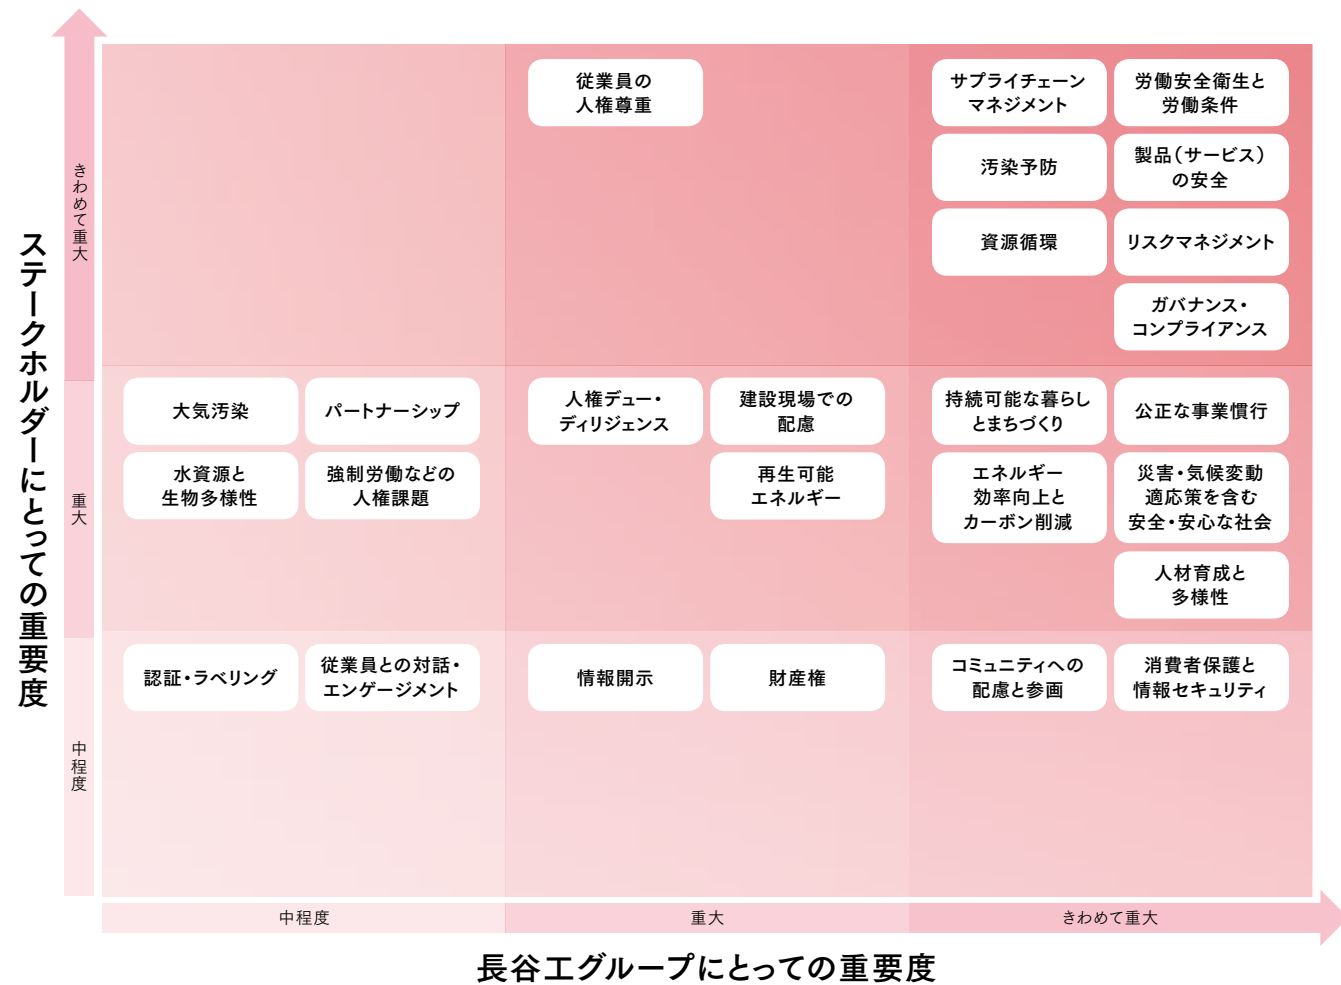 ステークホルダーにとっての重要度
きわめて重大
重大
中程度
従業員の
人権尊重
サプライチェーン
マネジメント
労働安全衛生と
労働条件
汚染予防
製品(サービス)
の安全
資源循環
リスクマネジメント
ガバナンス・
コンプライアンス
大気汚染
パートナーシップ
水資源と
生物多様性
強制労働などの
人権課題
人権デュー・
ディリジェンス
建設現場での
配慮
再生可能
エネルギー
持続可能な暮らし
とまちづくり
公正な事業慣行
エネルギー
効率向上と
カーボン削減
災害・気候変動
適応策を含む
安全・安心な社会
人材育成と
多様性
認証・ラベリング
従業員との対話・
エンゲージメント
情報開示
財産権
コミュニティへの
配慮と参画
消費者保護と
情報セキュリティ
中程度
重大
きわめて重大
長谷工グループにとっての重要度